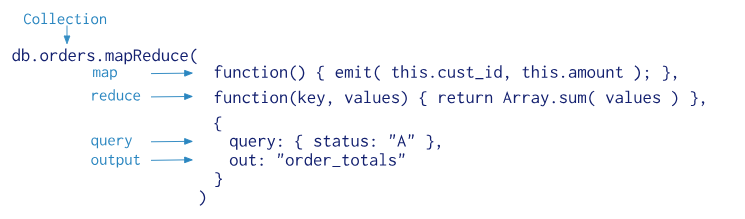 Collection
db.orders.mapReduce(
map function() { emit( this.cust_id, this.amount ); },
reduce function(key, values) { return Array.sum( values ) },
{
query query: { status: "A" },
output out: "order_totals"
}
)